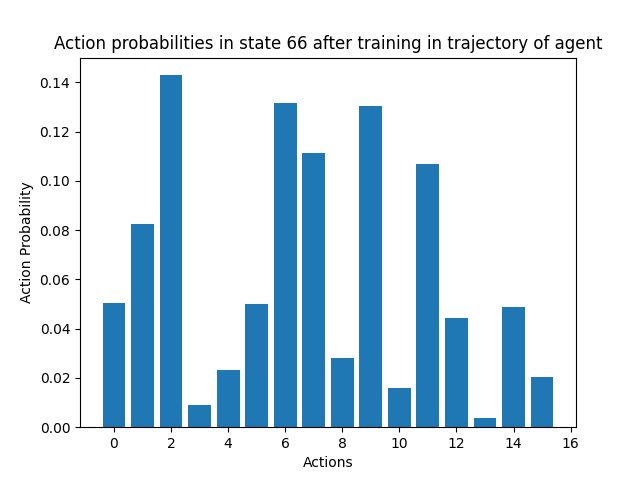 Action probabilities in state 66 after training in trajectory of agent
0.14
0.12
0.10
0.08
0.06
0.04
0.02
0.00
Action Probability
0 2 4 6 8 10 12 14 16
Actions